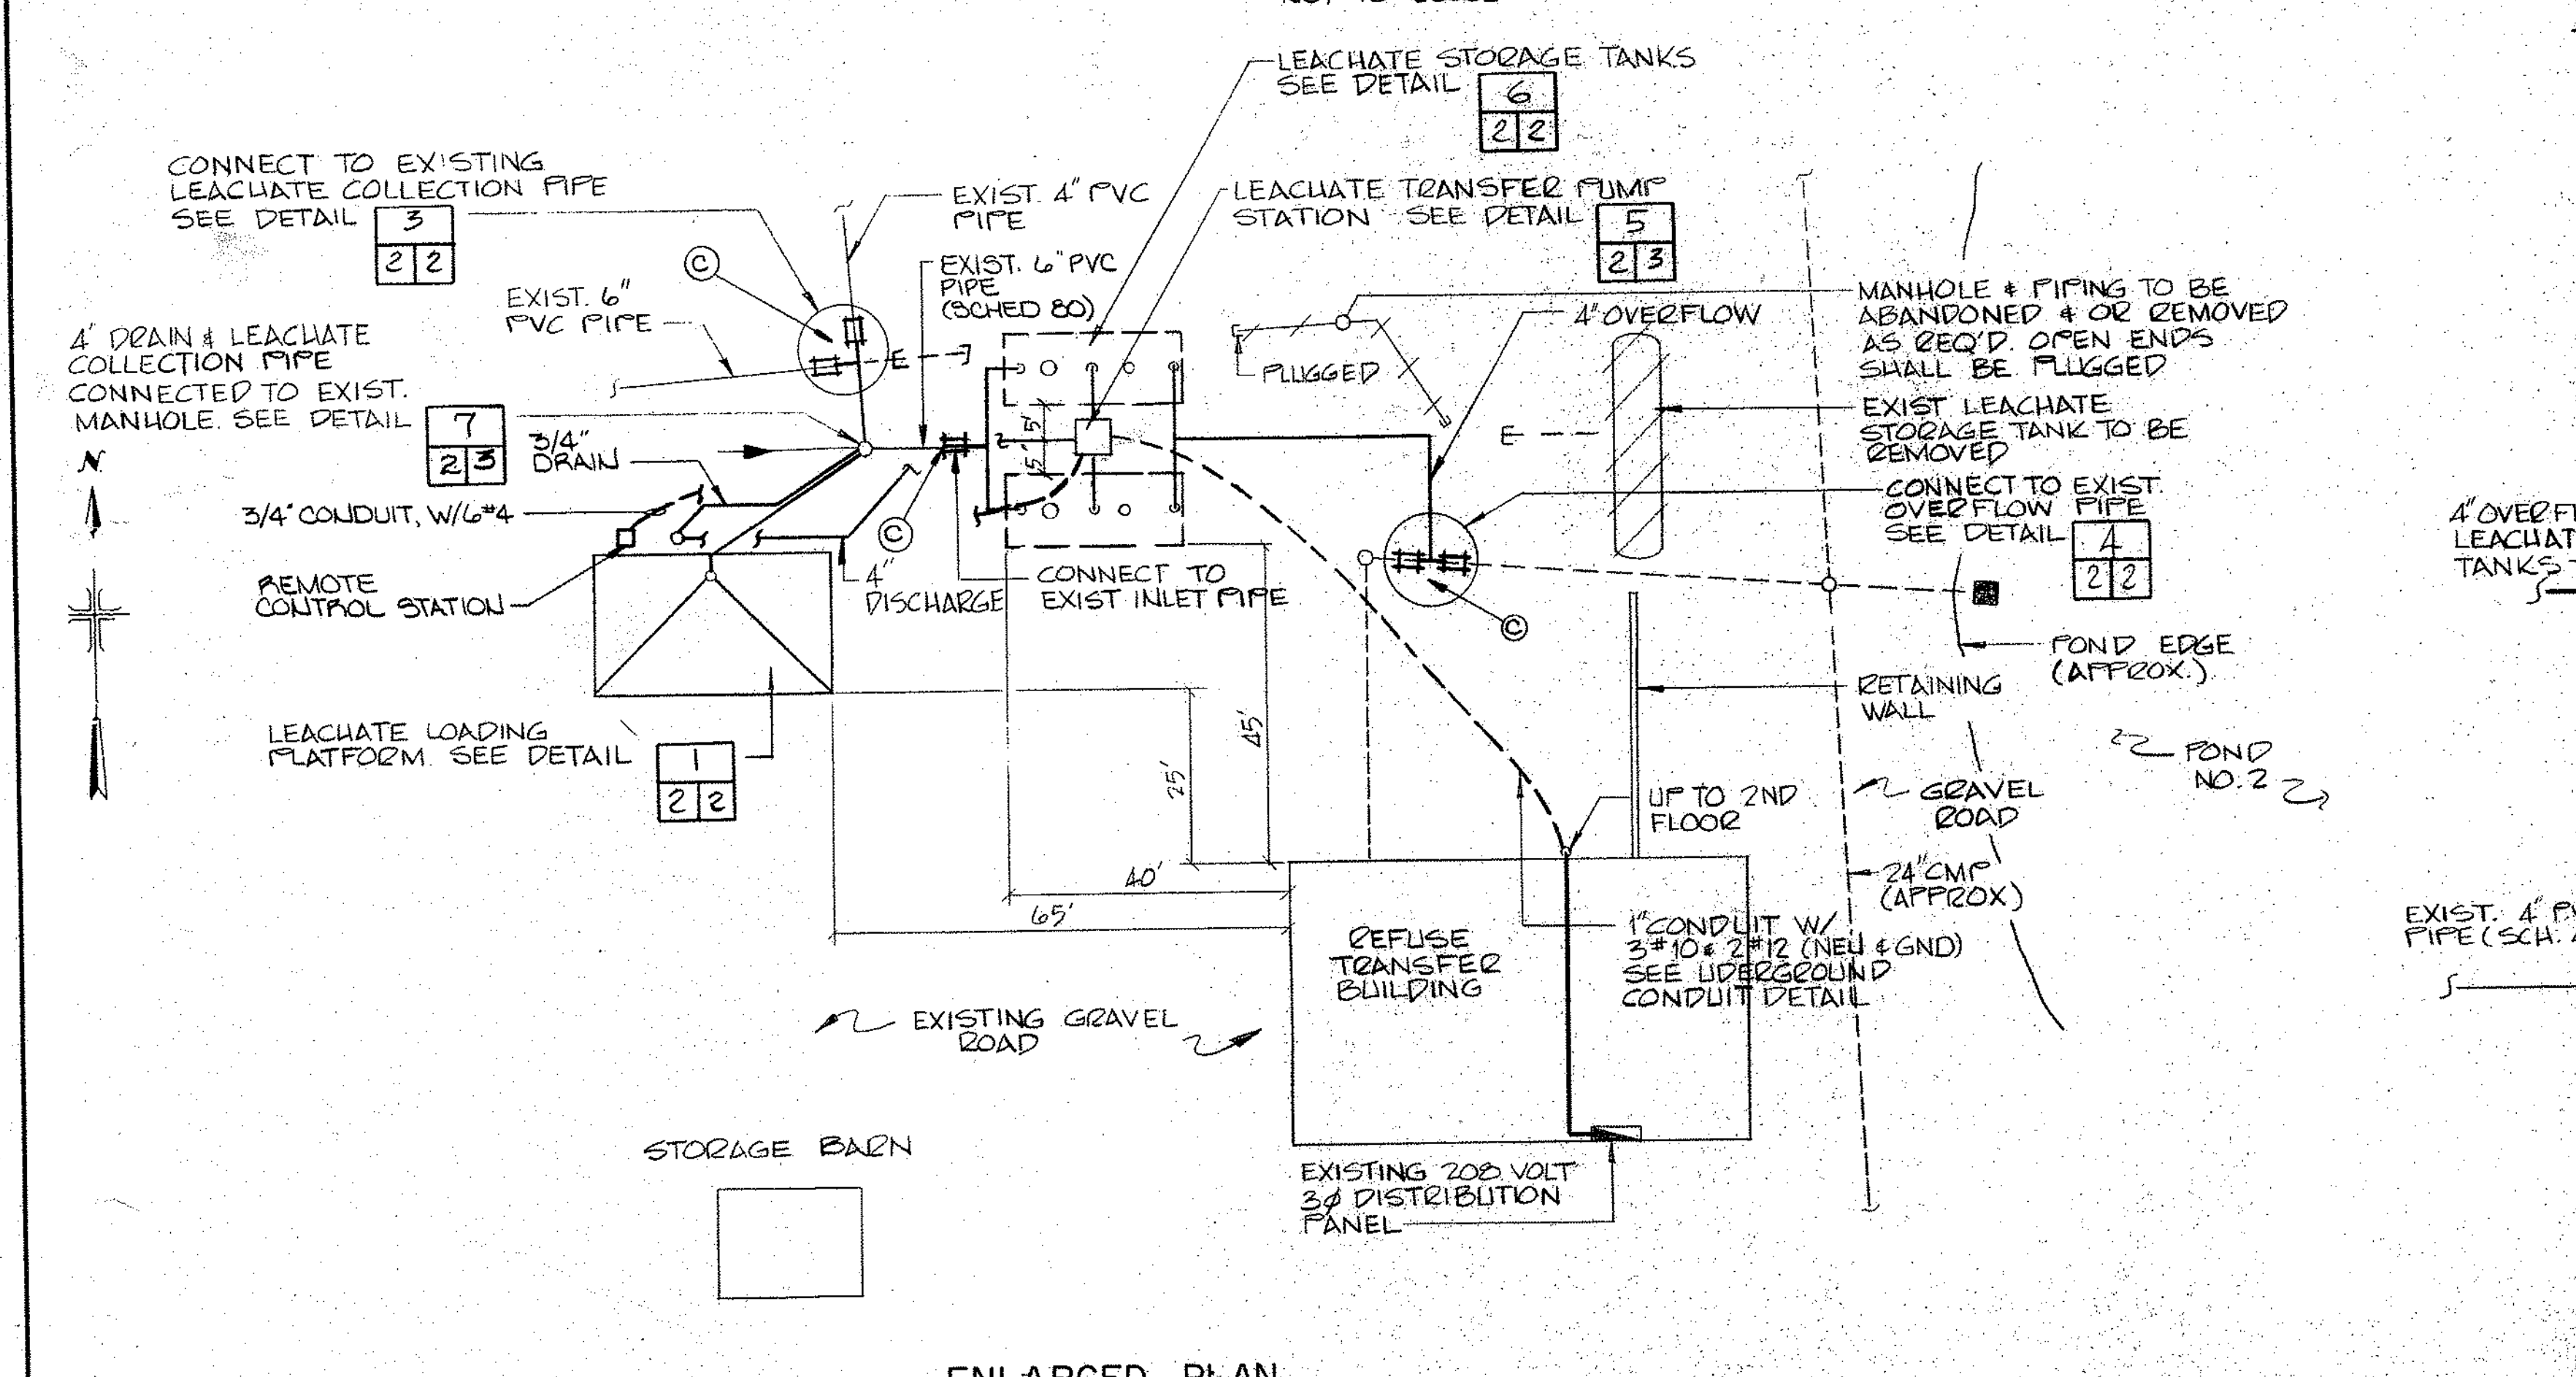 LEACHATE STORAGE TANKS
SEE DETAIL
6
2 2
CONNECT TO EXISTING
LEACHATE COLLECTION PIPE
SEE DETAIL
3
2 2
EXIST. 4" PVC
PIPE
LEACHATE TRANSFER PUMP
STATION SEE DETAIL
5
2 3
C
EXIST. 6" PVC
PIPE
(SCHED 80)
EXIST. 6"
PVC PIPE
4" OVERFLOW
MANHOLE & PIPING TO BE
ABANDONED & OR REMOVED
AS REQ'D. OPEN ENDS
SHALL BE PLUGGED
4" DRAIN & LEACHATE
COLLECTION PIPE
CONNECTED TO EXIST.
MANHOLE. SEE DETAIL
7
2 3
E
PLUGGED
EXIST LEACHATE
STORAGE TANK TO BE
REMOVED
E
3/4"
DRAIN
5'
5'
N
3/4" CONDUIT, W/6#4
CONNECT TO EXIST.
OVERFLOW PIPE
SEE DETAIL
4
2 2
4" OVERF
LEACHAT
TANKS
C
REMOTE
CONTROL STATION
4"
DISCHARGE
CONNECT TO
EXIST INLET PIPE
C
POND EDGE
(APPROX.)
RETAINING
WALL
LEACHATE LOADING
PLATFORM. SEE DETAIL
1
2 2
45'
25'
POND
NO. 2
UP TO 2ND
FLOOR
GRAVEL
ROAD
40'
65'
24" CMP
(APPROX)
EXIST. 4" P
PIPE (SCH.
REFUSE
TRANSFER
BUILDING
1" CONDUIT W/
3#10 & 2#12 (NEU & GND)
SEE UDERGROUND
CONDUIT DETAIL
EXISTING GRAVEL
ROAD
STORAGE BARN
EXISTING 208 VOLT
3ø DISTRIBUTION
PANEL
ENLARGED PLAN